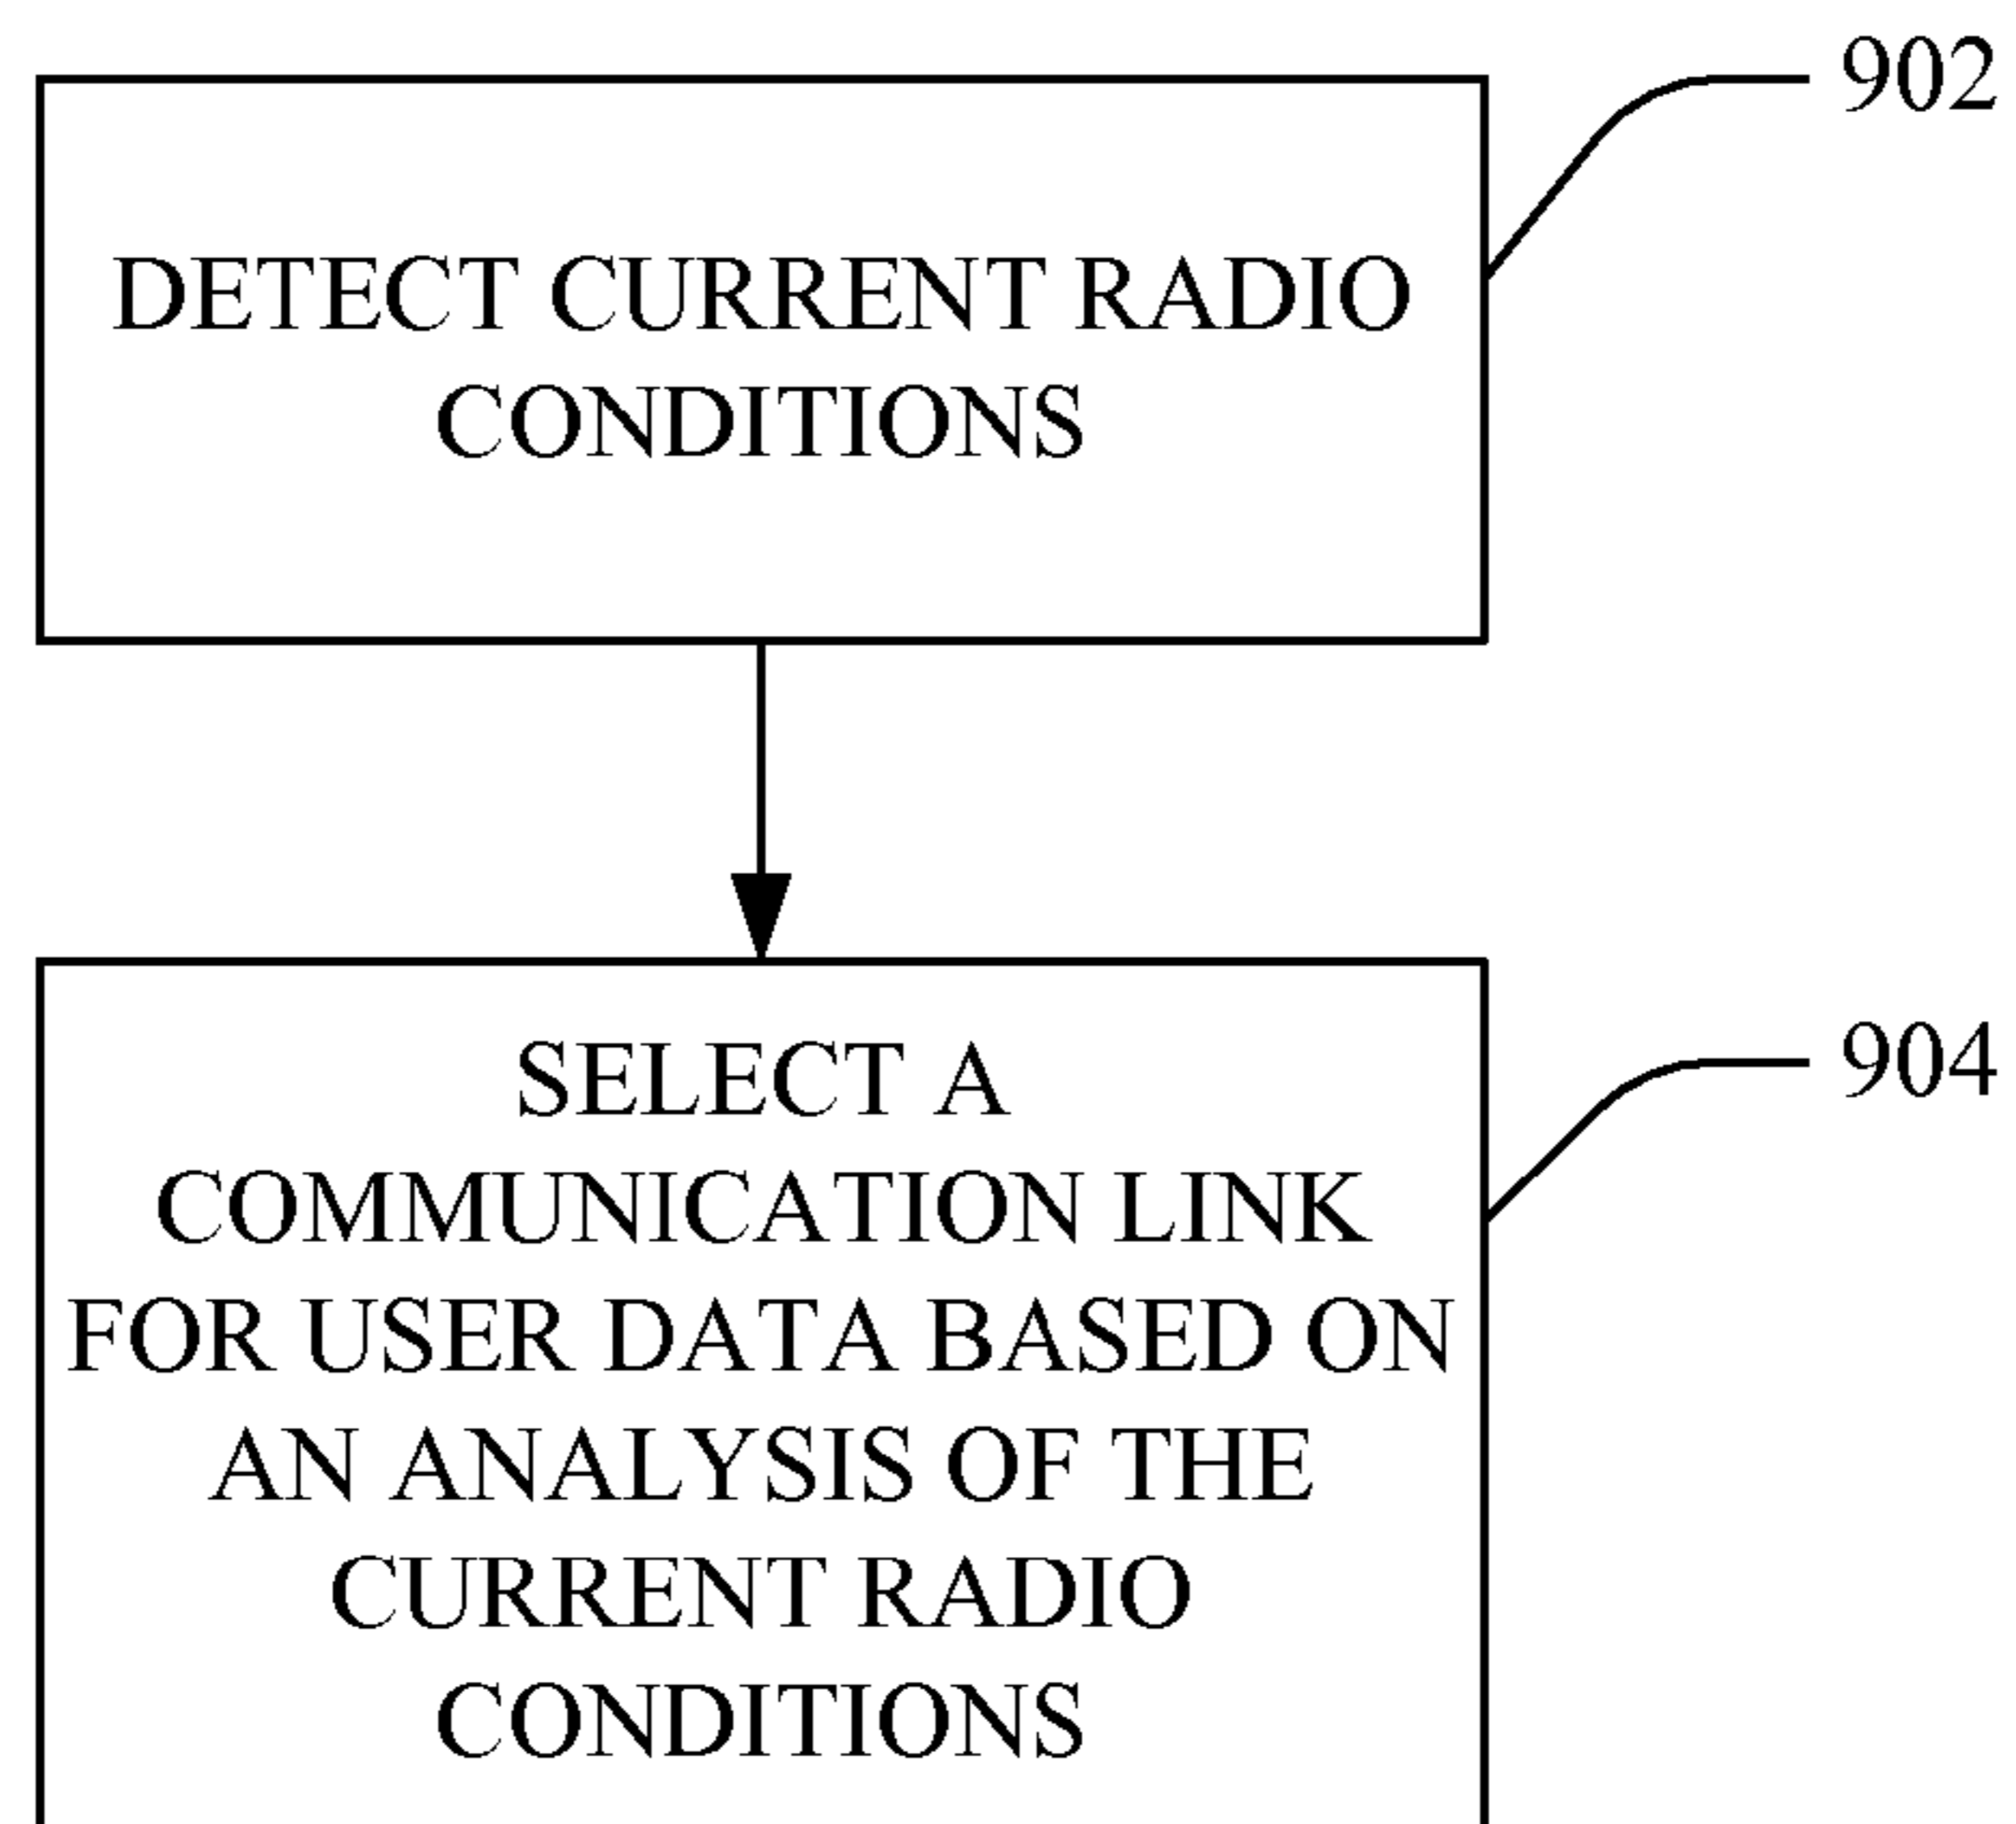 902
DETECT CURRENT RADIO
CONDITIONS
904
SELECT A
COMMUNICATION LINK
FOR USER DATA BASED ON
AN ANALYSIS OF THE
CURRENT RADIO
CONDITIONS